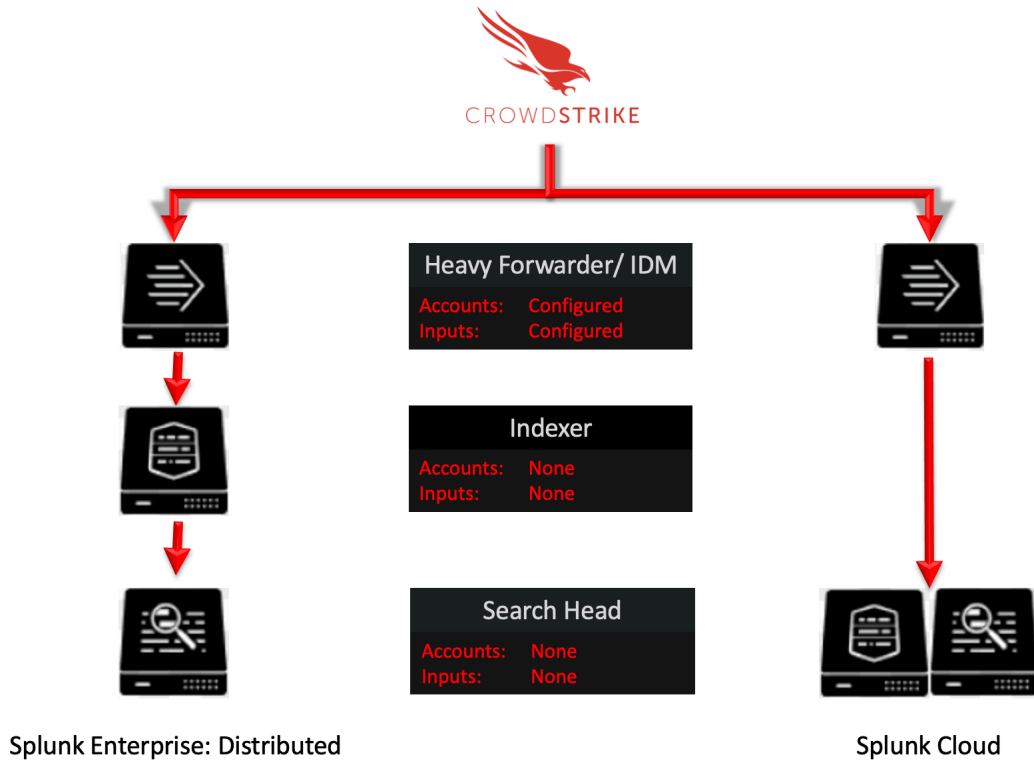 CROWDSTRIKE
Heavy Forwarder/ IDM
Accounts: Configured
Inputs: Configured
Indexer
Accounts: None
Inputs: None
Search Head
Accounts: None
Inputs: None
Splunk Enterprise: Distributed
Splunk Cloud